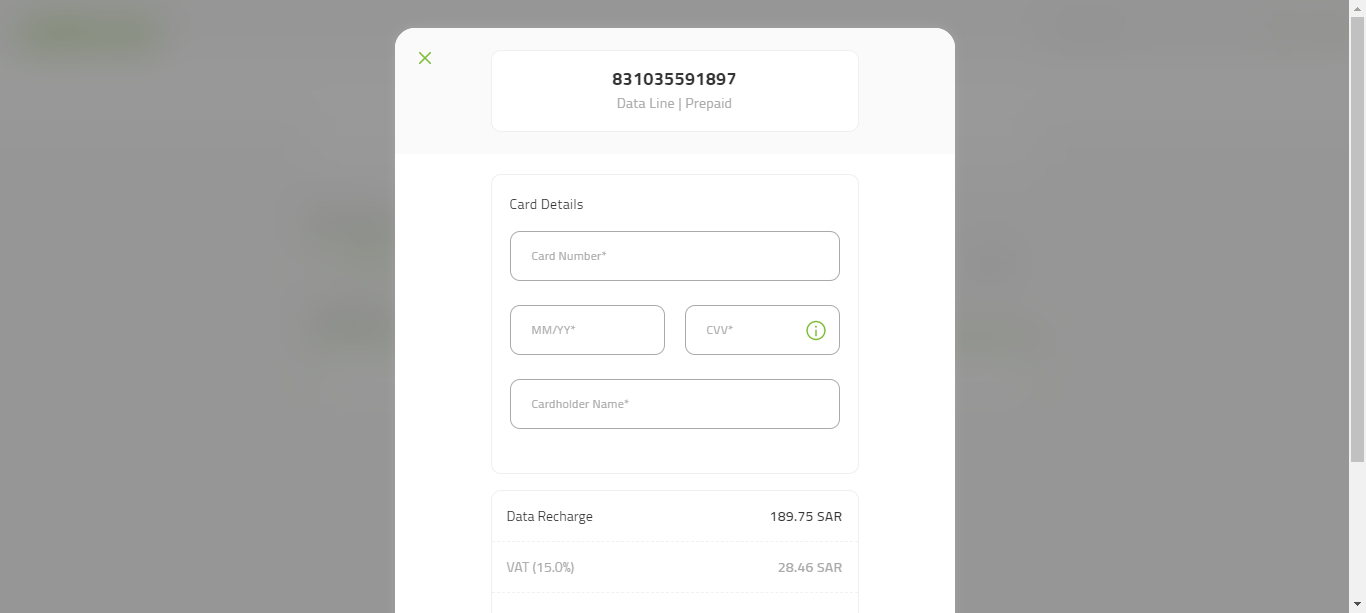 831035591897
Data Line | Prepaid
Card Details
Card Number*
MM/YY*
CVV*
Cardholder Name*
Data Recharge 189.75 SAR
VAT (15.0%) 28.46 SAR